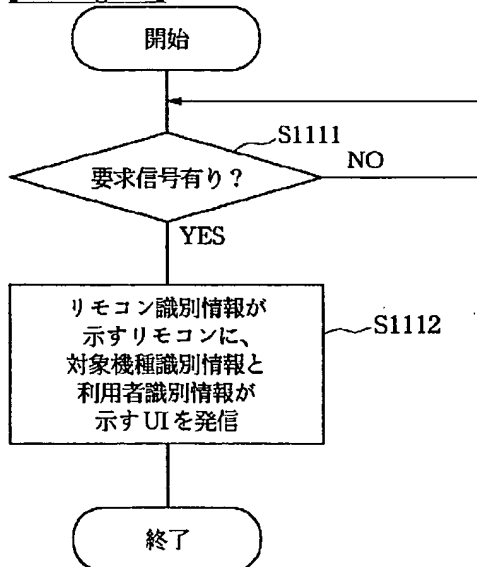 開始
S1111
要求信号有り?
NO
YES
リモコン識別情報が
示すリモコンに、
対象機種識別情報と
利用者識別情報が
示すUIを発信
S1112
終了